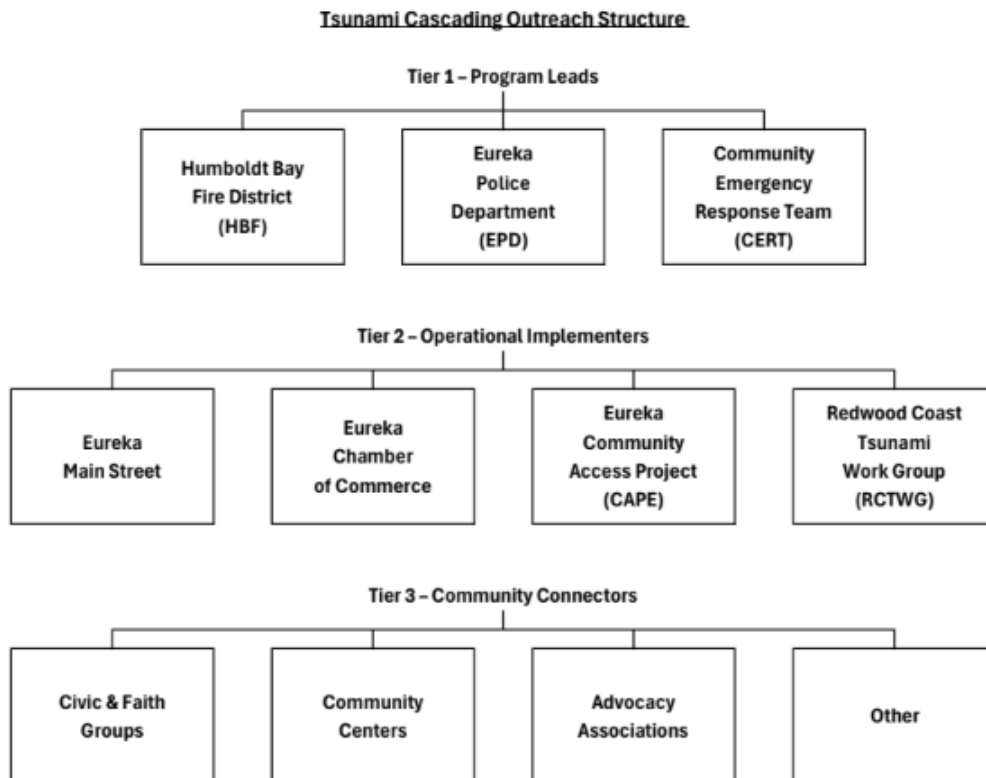 Tsunami Cascading Outreach Structure
Tier 1 – Program Leads
Humboldt Bay
Fire District
(HBF)
Eureka
Police
Department
(EPD)
Community
Emergency
Response Team
(CERT)
Tier 2 – Operational Implementers
Eureka
Main Street
Eureka
Chamber
of Commerce
Eureka
Community
Access Project
(CAPE)
Redwood Coast
Tsunami
Work Group
(RCTWG)
Tier 3 – Community Connectors
Civic & Faith
Groups
Community
Centers
Advocacy
Associations
Other